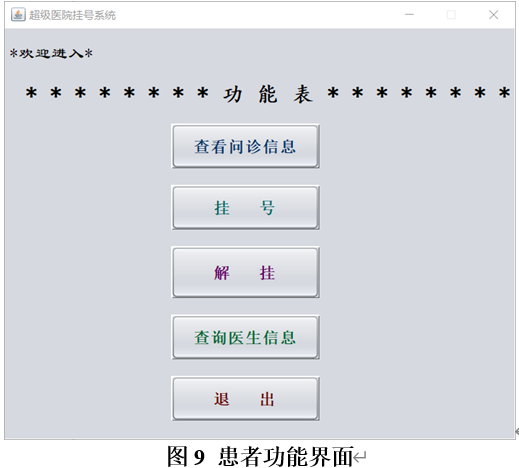 超级医院挂号系统
*欢迎进入*
* * * * * * * * 功 能 表 * * * * * * * *
查看问诊信息
挂 号
解 挂
查询医生信息
退 出
图 9 患者功能界面